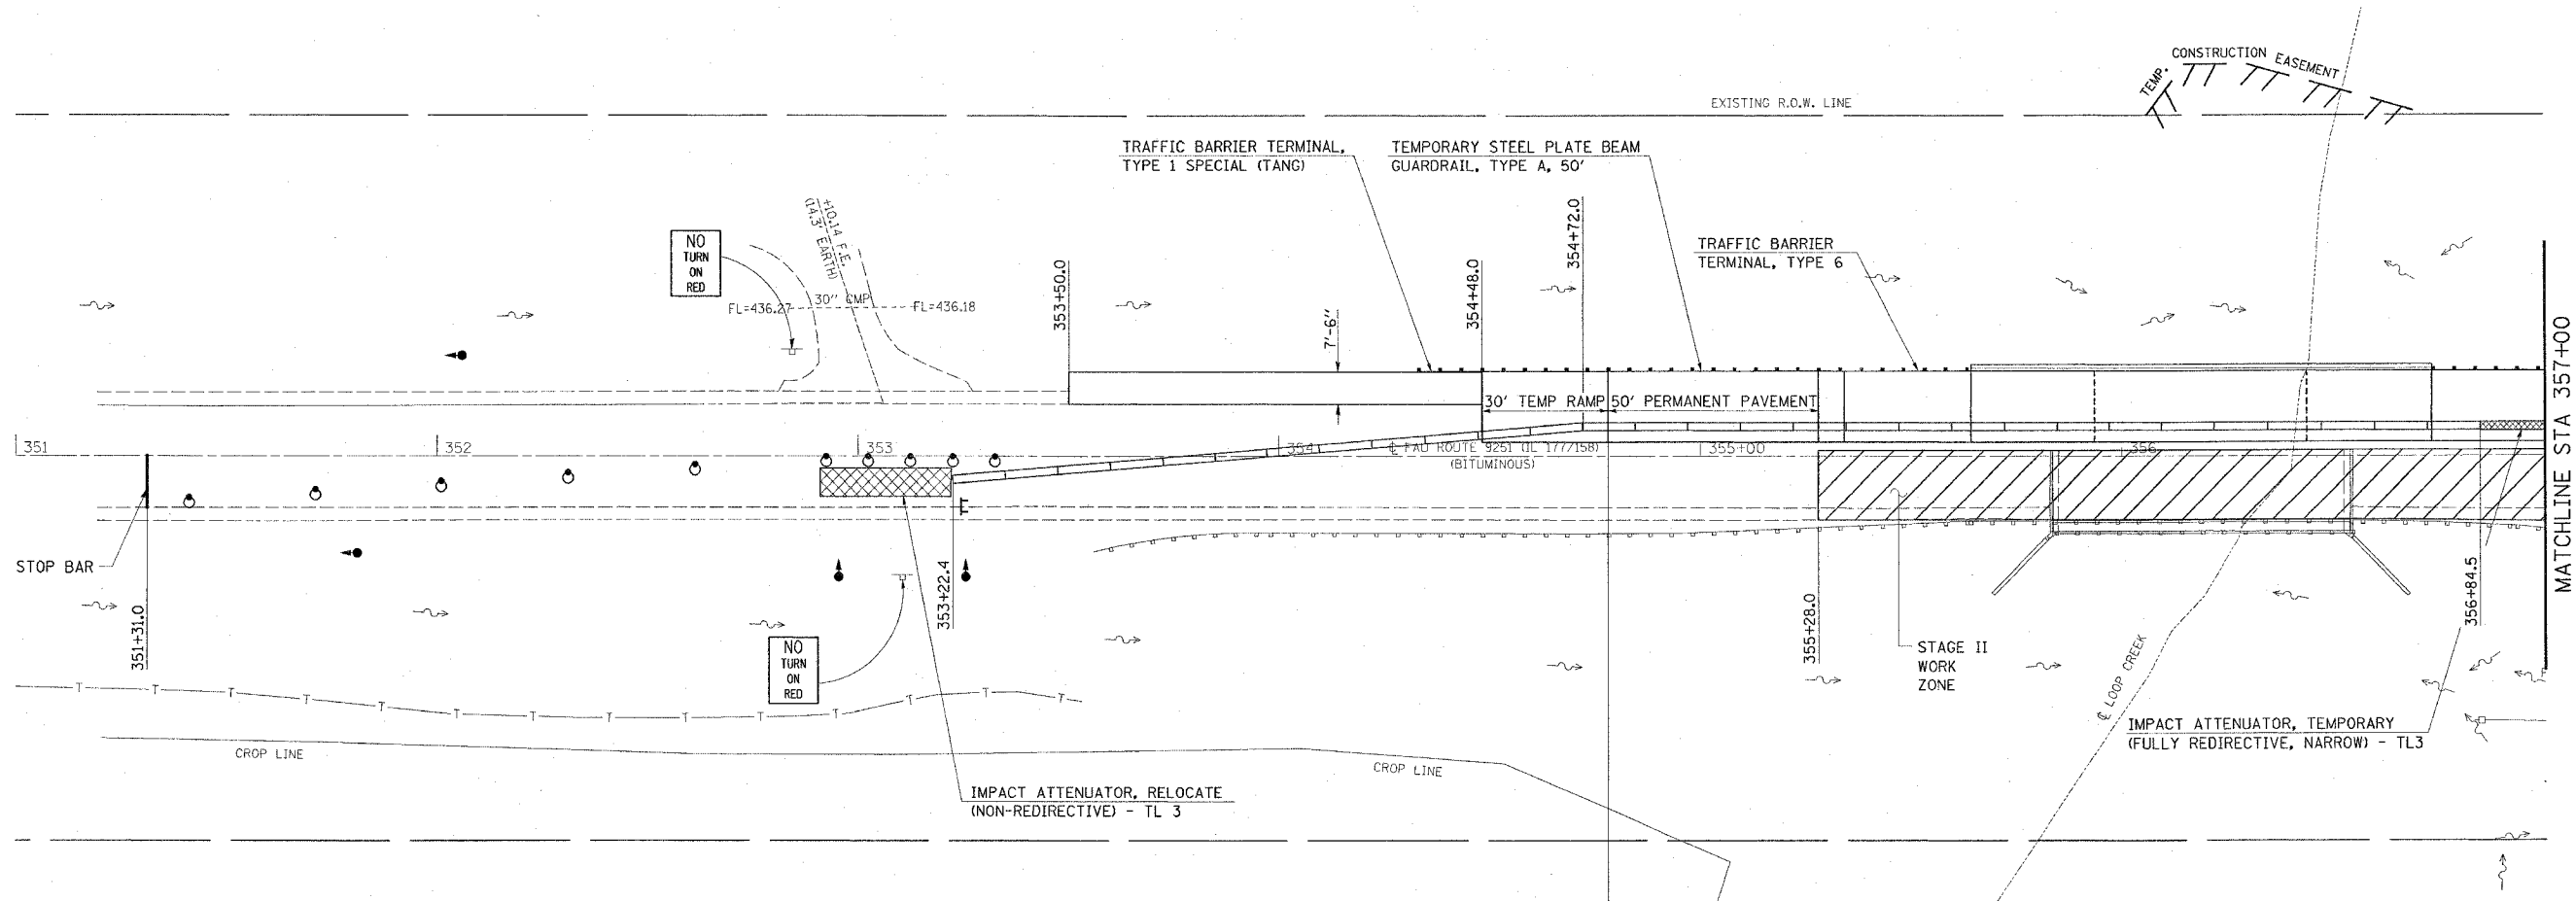 TEMP. CONSTRUCTION EASEMENT
EXISTING R.O.W. LINE
TRAFFIC BARRIER TERMINAL,
TYPE 1 SPECIAL (TANG)
TEMPORARY STEEL PLATE BEAM
GUARDRAIL, TYPE A, 50'
TRAFFIC BARRIER
TERMINAL, TYPE 6
NO
TURN
ON
RED
+10.14 F.E.
(14.3' EARTH)
FL=436.27
30" CMP
FL=436.18
353+50.0
7'-6"
354+48.0
354+72.0
30' TEMP RAMP
50' PERMANENT PAVEMENT
351
352
353
354
℄ FAU ROUTE 9251 (IL 177/158)
(BITUMINOUS)
355+00
356
MATCHLINE STA 357+00
STOP BAR
351+31.0
353+22.4
355+28.0
356+84.5
NO
TURN
ON
RED
STAGE II
WORK
ZONE
℄ LOOP CREEK
IMPACT ATTENUATOR, TEMPORARY
(FULLY REDIRECTIVE, NARROW) - TL3
CROP LINE
CROP LINE
IMPACT ATTENUATOR, RELOCATE
(NON-REDIRECTIVE) - TL 3